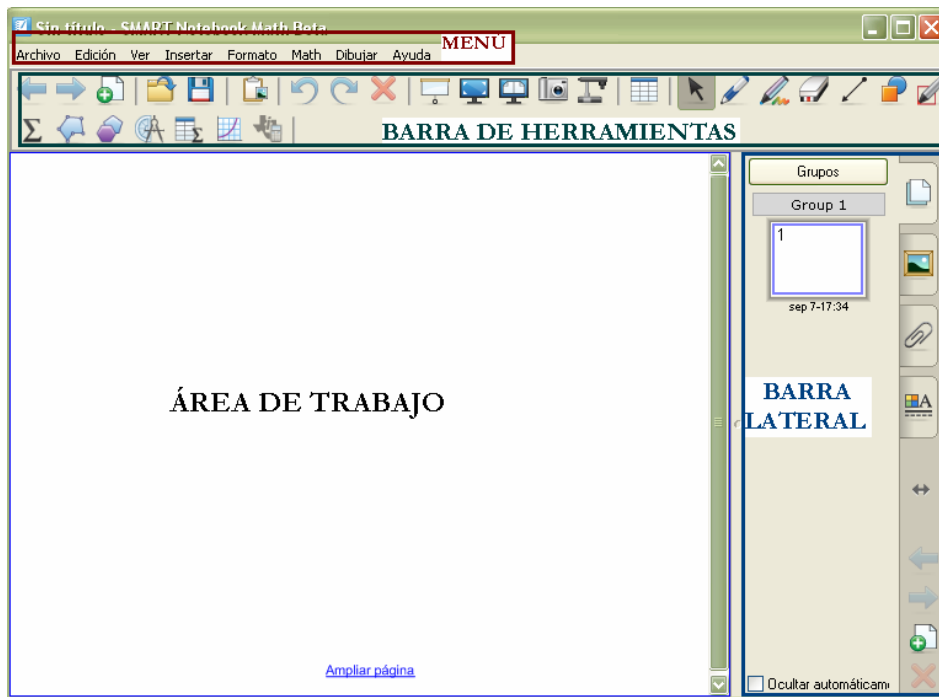 Sin título - SMART Notebook Math Beta
MENÚ
Archivo Edición Ver Insertar Formato Math Dibujar Ayuda
BARRA DE HERRAMIENTAS
Grupos
Group 1
1
sep 7-17:34
ÁREA DE TRABAJO
BARRA
LATERAL
Ampliar página
Ocultar automáticam